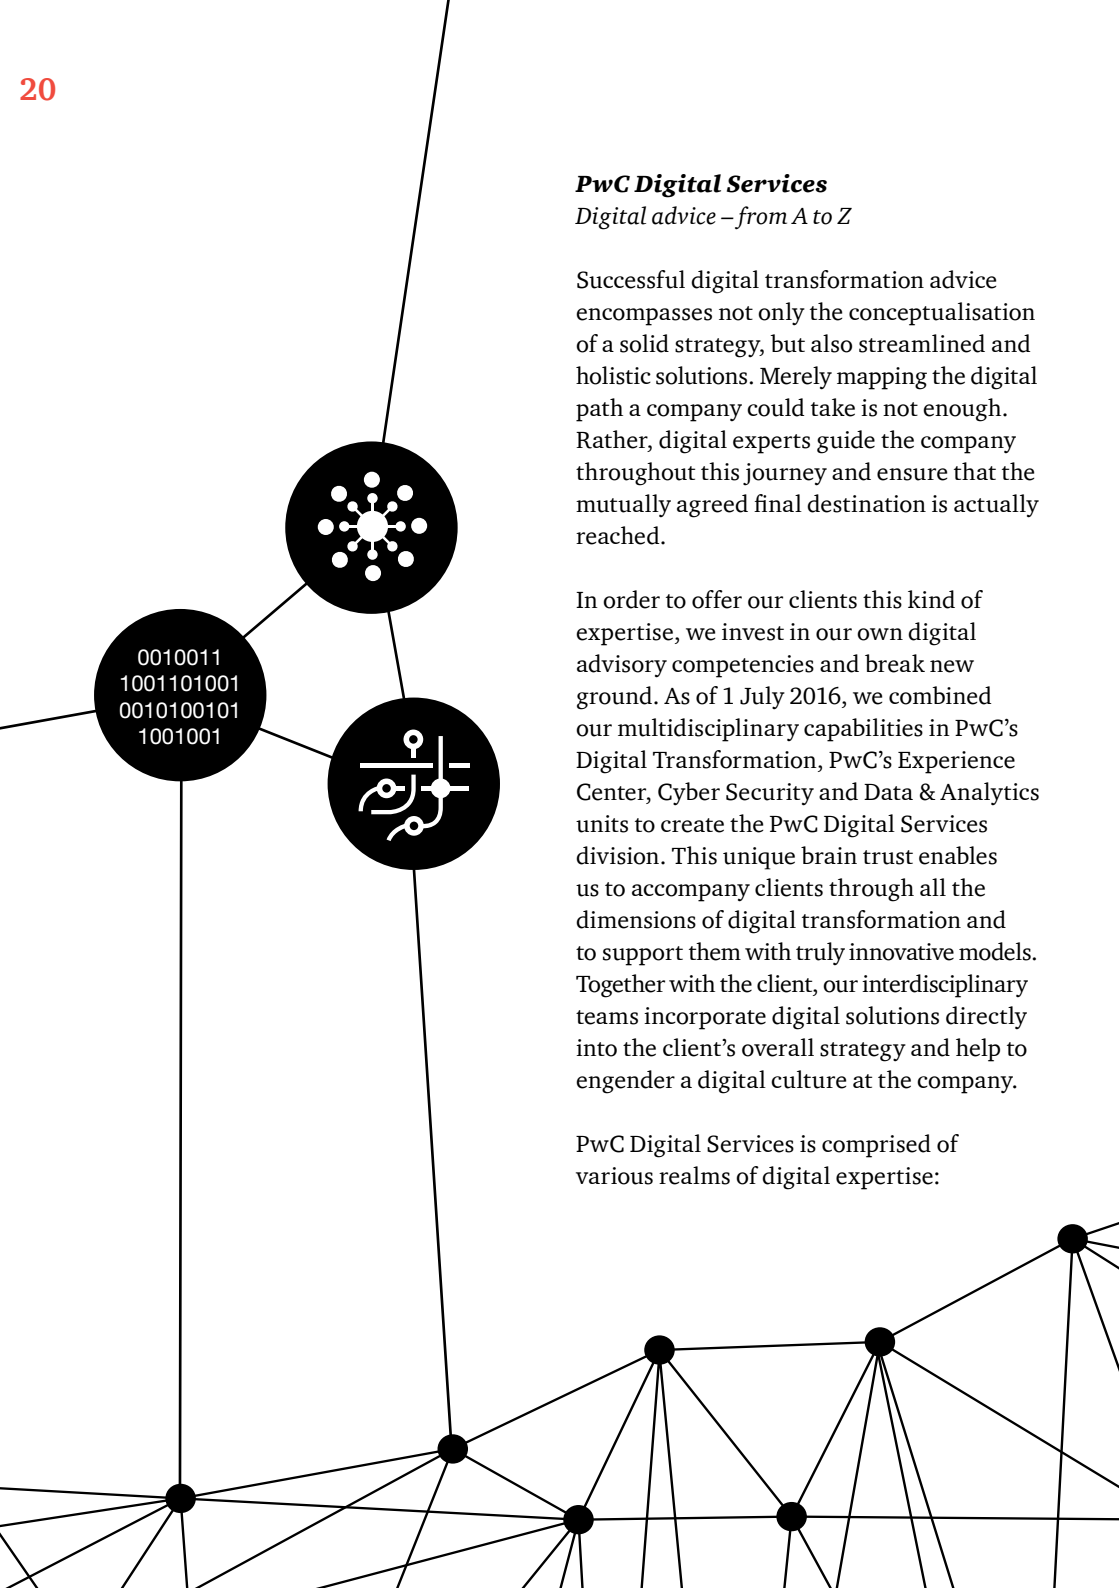 20
PwC Digital Services
Digital advice – from A to Z
Successful digital transformation advice
encompasses not only the conceptualisation
of a solid strategy, but also streamlined and
holistic solutions. Merely mapping the digital
path a company could take is not enough.
Rather, digital experts guide the company
throughout this journey and ensure that the
mutually agreed final destination is actually
reached.
In order to offer our clients this kind of
expertise, we invest in our own digital
advisory competencies and break new
ground. As of 1 July 2016, we combined
our multidisciplinary capabilities in PwC’s
Digital Transformation, PwC’s Experience
Center, Cyber Security and Data & Analytics
units to create the PwC Digital Services
division. This unique brain trust enables
us to accompany clients through all the
dimensions of digital transformation and
to support them with truly innovative models.
Together with the client, our interdisciplinary
teams incorporate digital solutions directly
into the client’s overall strategy and help to
engender a digital culture at the company.
PwC Digital Services is comprised of
various realms of digital expertise:
0010011
1001101001
0010100101
1001001